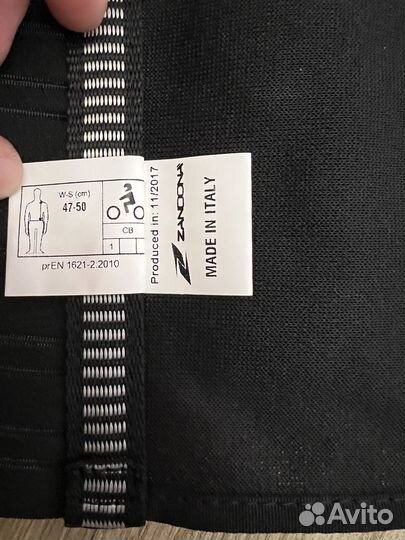 W-S (cm)
47-50
CB
1
prEN 1621-2.2010
Produced in: 11/2017
ZANDONA
MADE IN ITALY
Avito